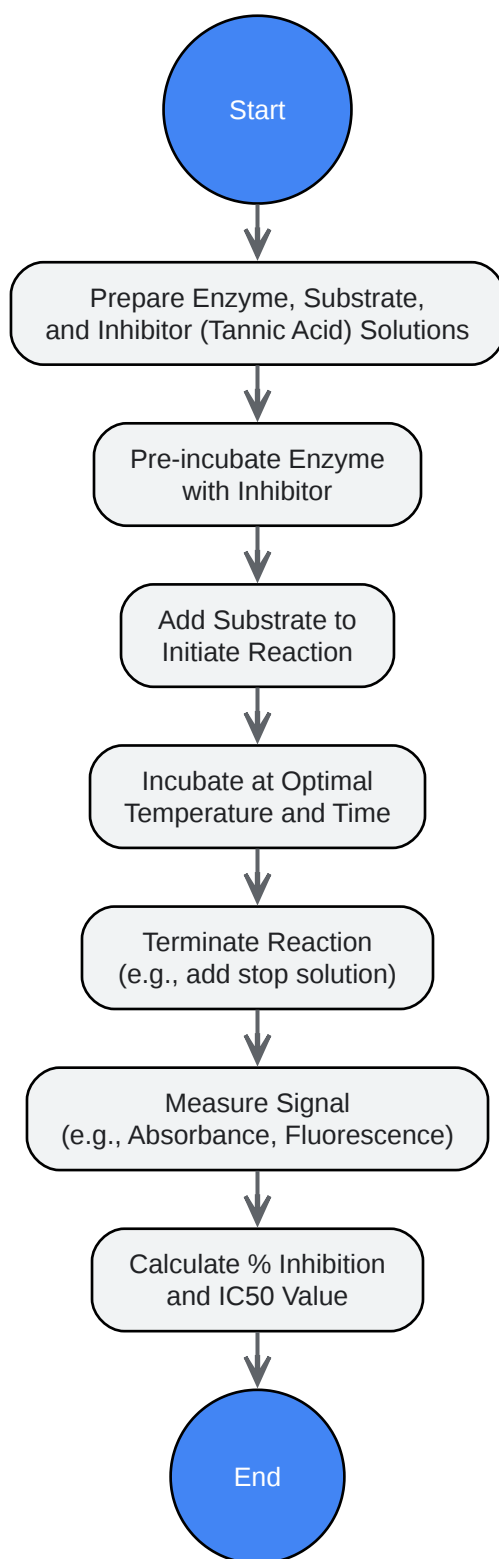 Start
Prepare Enzyme, Substrate,
and Inhibitor (Tannic Acid) Solutions
Pre-incubate Enzyme
with Inhibitor
Add Substrate to
Initiate Reaction
Incubate at Optimal
Temperature and Time
Terminate Reaction
(e.g., add stop solution)
Measure Signal
(e.g., Absorbance, Fluorescence)
Calculate % Inhibition
and IC50 Value
End